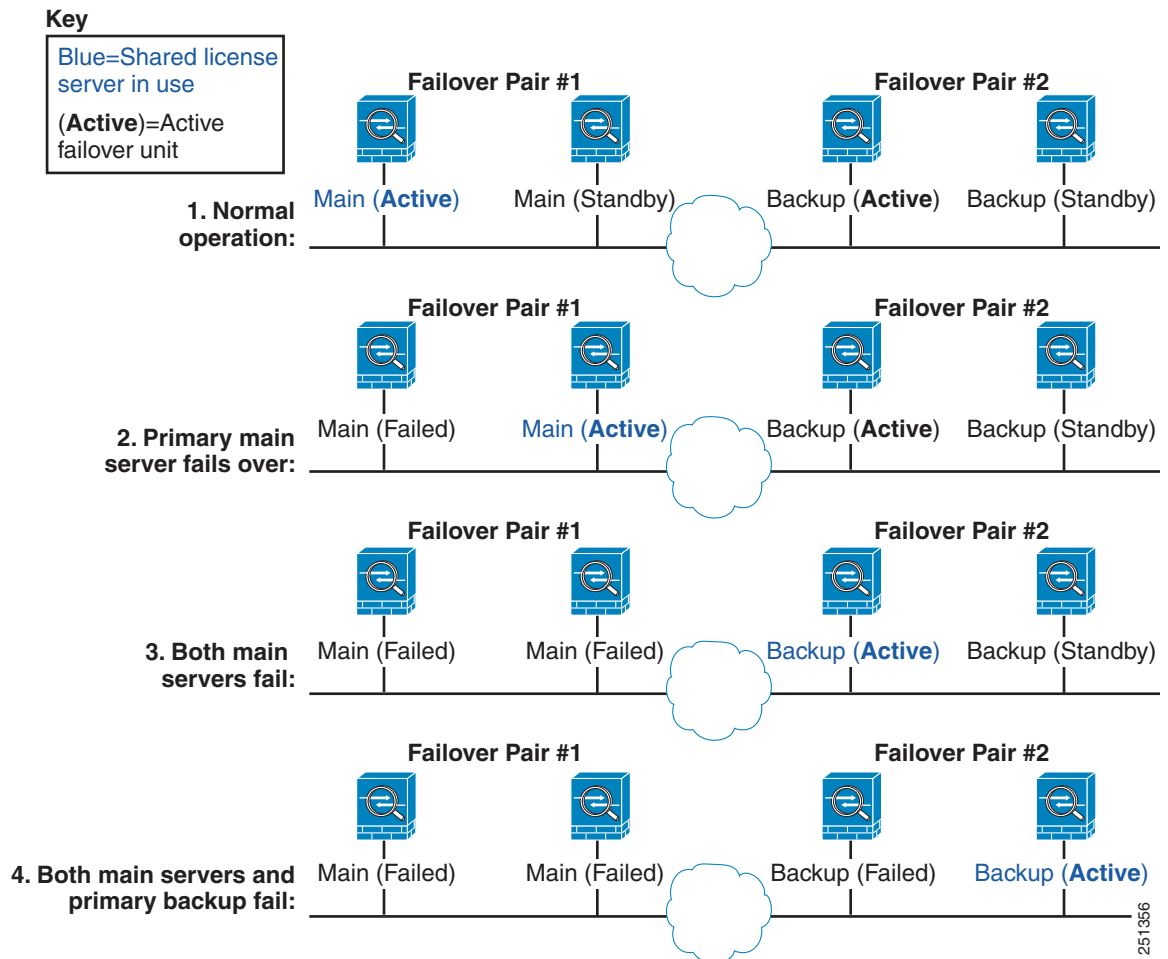 Key
Blue=Shared license
server in use
(Active)=Active
failover unit
Failover Pair #1
Failover Pair #2
1. Normal
operation:
Main (Active)
Main (Standby)
Backup (Active)
Backup (Standby)
Failover Pair #1
Failover Pair #2
2. Primary main
server fails over:
Main (Failed)
Main (Active)
Backup (Active)
Backup (Standby)
Failover Pair #1
Failover Pair #2
3. Both main
servers fail:
Main (Failed)
Main (Failed)
Backup (Active)
Backup (Standby)
Failover Pair #1
Failover Pair #2
4. Both main servers and
primary backup fail:
Main (Failed)
Main (Failed)
Backup (Failed)
Backup (Active)
251356